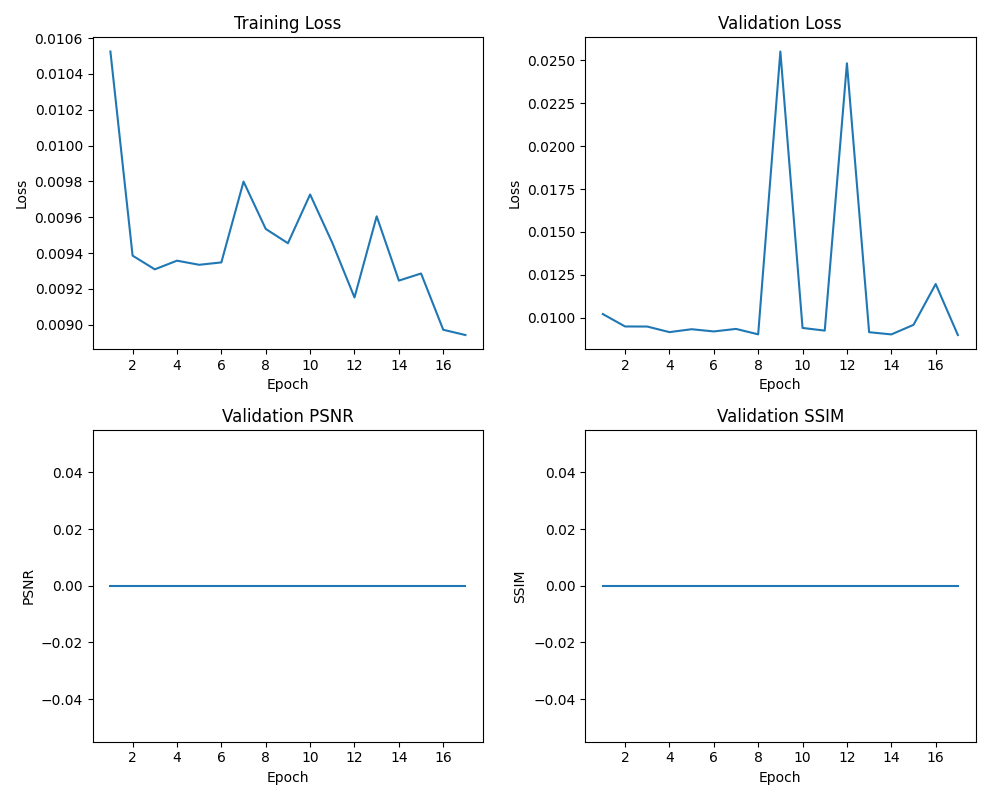 Training Loss
0.0106
0.0104
0.0102
0.0100
0.0098
0.0096
0.0094
0.0092
0.0090
Loss
2 4 6 8 10 12 14 16
Epoch
Validation Loss
0.0250
0.0225
0.0200
0.0175
0.0150
0.0125
0.0100
Loss
2 4 6 8 10 12 14 16
Epoch
Validation PSNR
0.04
0.02
0.00
−0.02
−0.04
PSNR
2 4 6 8 10 12 14 16
Epoch
Validation SSIM
0.04
0.02
0.00
−0.02
−0.04
SSIM
2 4 6 8 10 12 14 16
Epoch